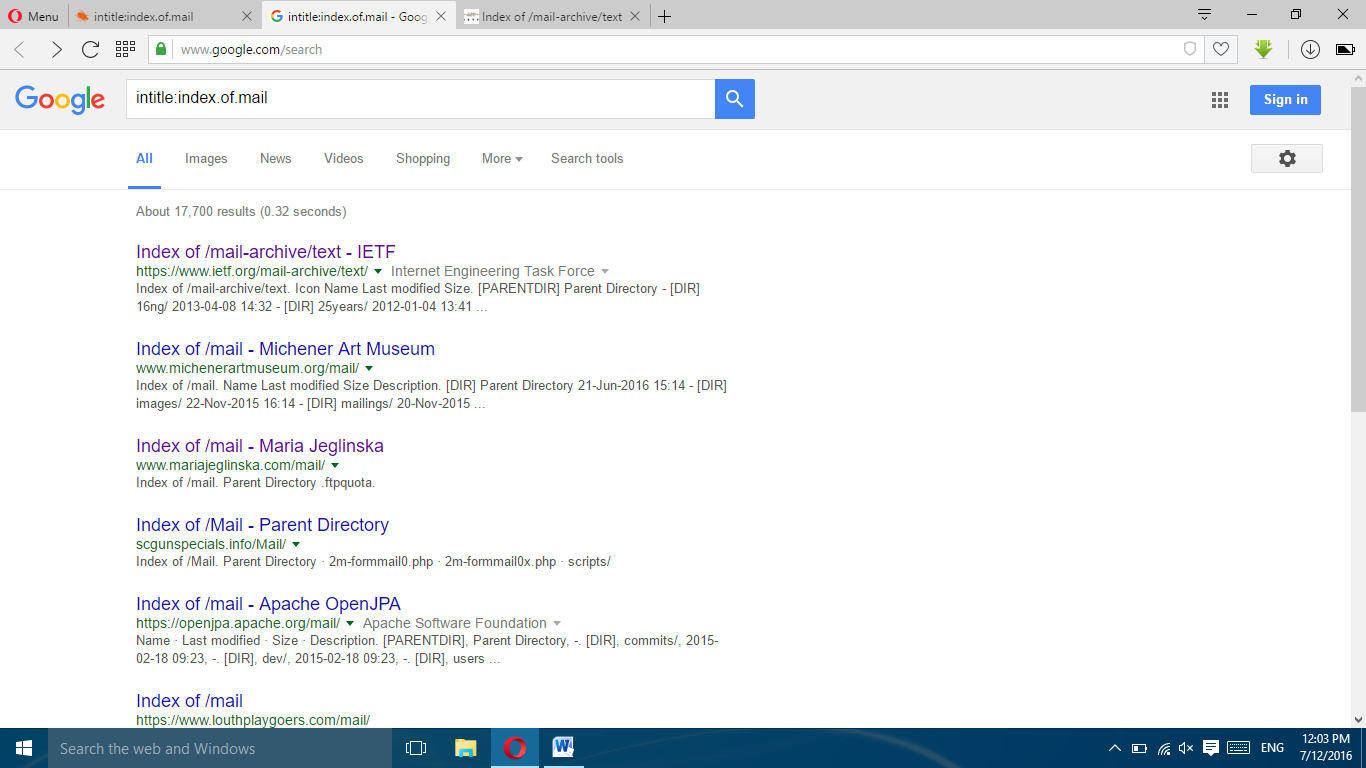 Menu
intitle:index.of.mail
intitle:index.of.mail - Goog
Index of /mail-archive/text
www.google.com/search
Google
intitle:index.of.mail
Sign in
All Images News Videos Shopping More Search tools
About 17,700 results (0.32 seconds)
Index of /mail-archive/text - IETF
https://www.ietf.org/mail-archive/text/ Internet Engineering Task Force
Index of /mail-archive/text. Icon Name Last modified Size. [PARENTDIR] Parent Directory - [DIR]
16ng/ 2013-04-08 14:32 - [DIR] 25years/ 2012-01-04 13:41 ...
Index of /mail - Michener Art Museum
www.michenerartmuseum.org/mail/
Index of /mail. Name Last modified Size Description. [DIR] Parent Directory 21-Jun-2016 15:14 - [DIR]
images/ 22-Nov-2015 16:14 - [DIR] mailings/ 20-Nov-2015 ...
Index of /mail - Maria Jeglinska
www.mariajeglinska.com/mail/
Index of /mail. Parent Directory .ftpquota.
Index of /Mail - Parent Directory
scgunspecials.info/Mail/
Index of /Mail. Parent Directory · 2m-formmail0.php · 2m-formmail0x.php · scripts/
Index of /mail - Apache OpenJPA
https://openjpa.apache.org/mail/ Apache Software Foundation
Name · Last modified · Size · Description. [PARENTDIR], Parent Directory, -. [DIR], commits/, 2015-
02-18 09:23, -. [DIR], dev/, 2015-02-18 09:23, -. [DIR], users ...
Index of /mail
https://www.louthplaygoers.com/mail/
Search the web and Windows
ENG
12:03 PM
7/12/2016